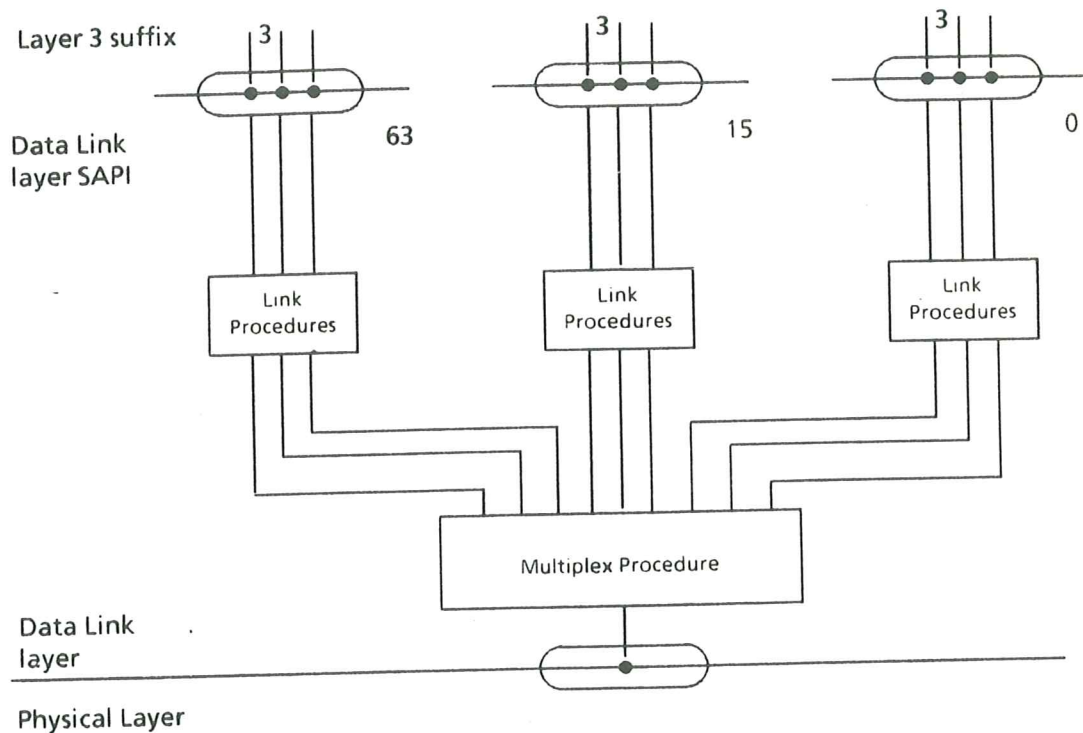 Layer 3 suffix
3
3
3
63
15
0
Data Link
layer SAPI
Link
Procedures
Link
Procedures
Link
Procedures
Multiplex Procedure
Data Link
layer
Physical Layer